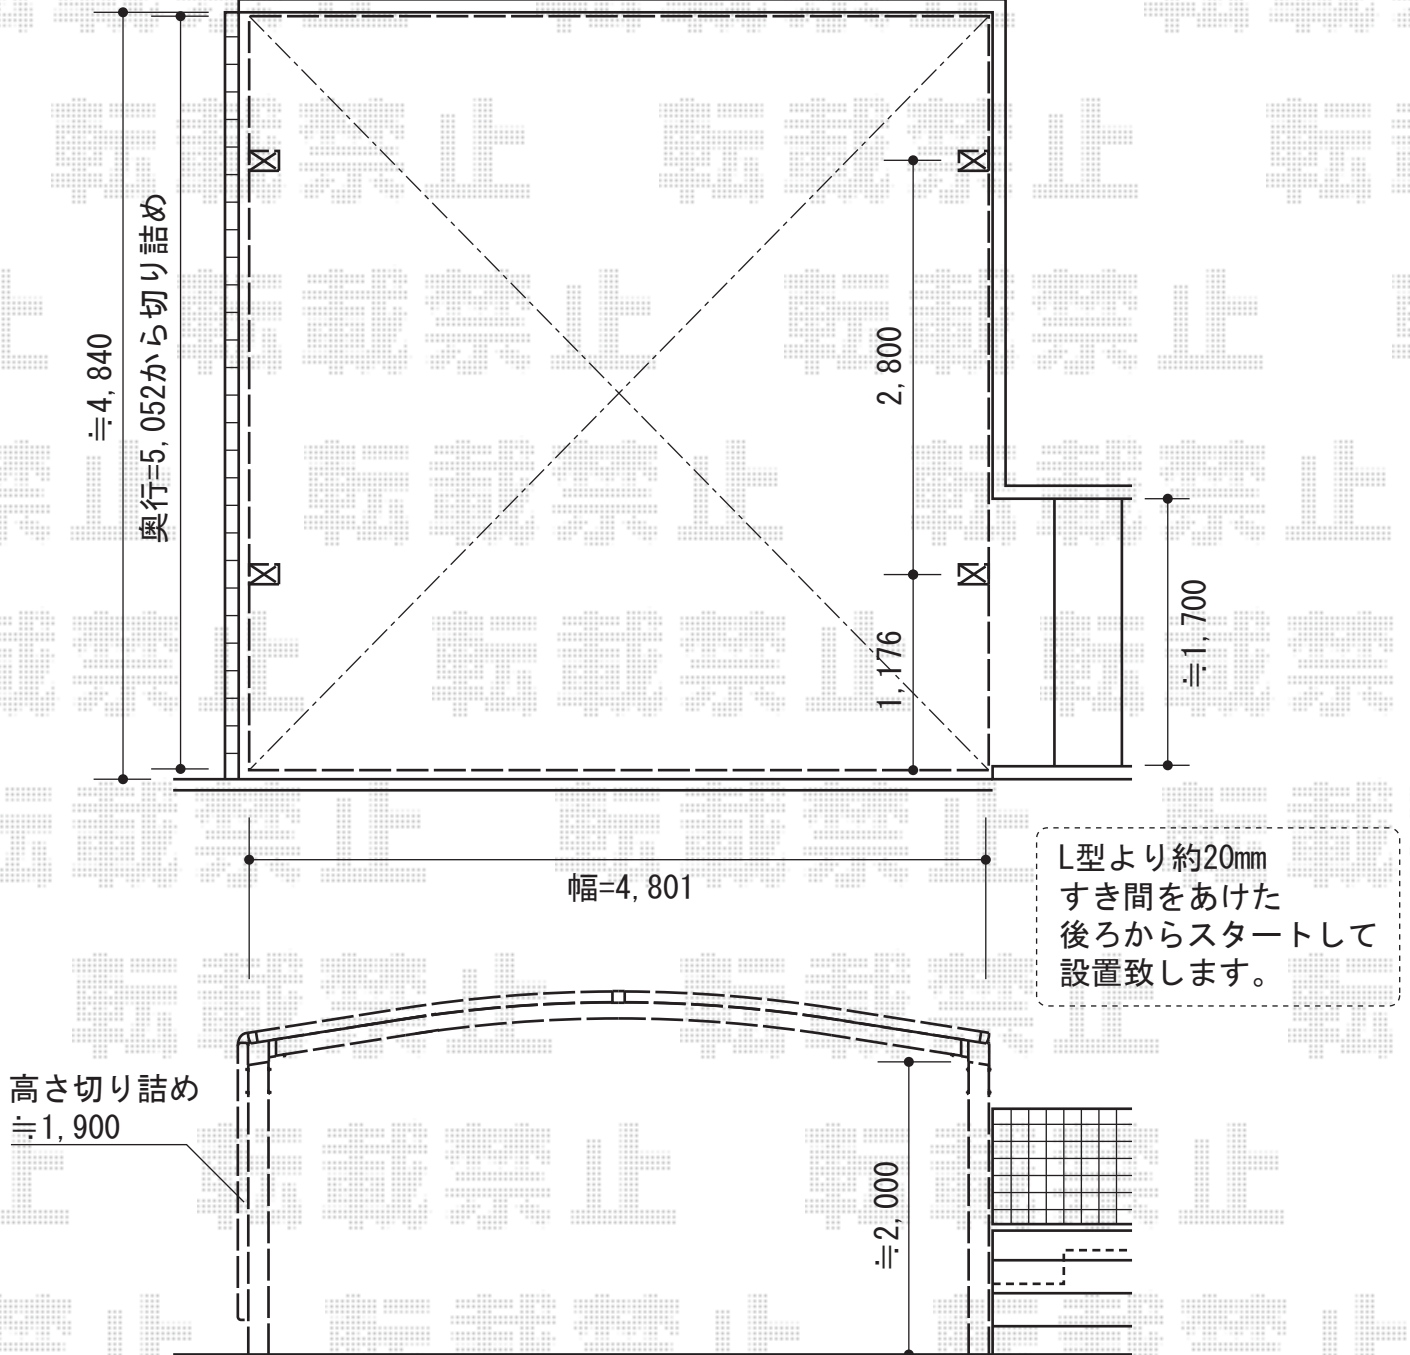 ≒4,840
奥行=5,052から切り詰め
2,800
1,176
≒1,700
幅=4,801
L型より約20mm
すき間をあけた
後ろからスタートして
設置致します。
高さ切り詰め
≒1,900
≒2,000
転載禁止